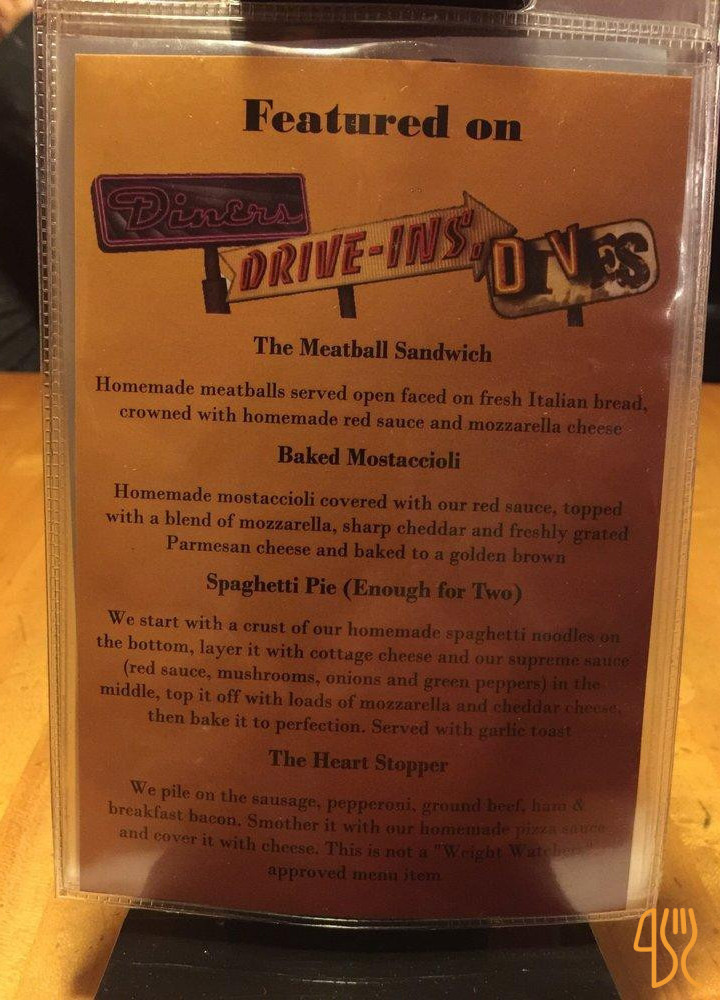 Featured on
Diners
DRIVE-INS,
DIVES
The Meatball Sandwich
Homemade meatballs served open faced on fresh Italian bread,
crowned with homemade red sauce and mozzarella cheese
Baked Mostaccioli
Homemade mostaccioli covered with our red sauce, topped
with a blend of mozzarella, sharp cheddar and freshly grated
Parmesan cheese and baked to a golden brown
Spaghetti Pie (Enough for Two)
We start with a crust of our homemade spaghetti noodles on
the bottom, layer it with cottage cheese and our supreme sauce
(red sauce, mushrooms, onions and green peppers) in the
middle, top it off with loads of mozzarella and cheddar cheese,
then bake it to perfection. Served with garlic toast
The Heart Stopper
We pile on the sausage, pepperoni, ground beef, ham &
breakfast bacon. Smother it with our homemade pizza sauce
and cover it with cheese. This is not a "Weight Watchers"
approved menu item